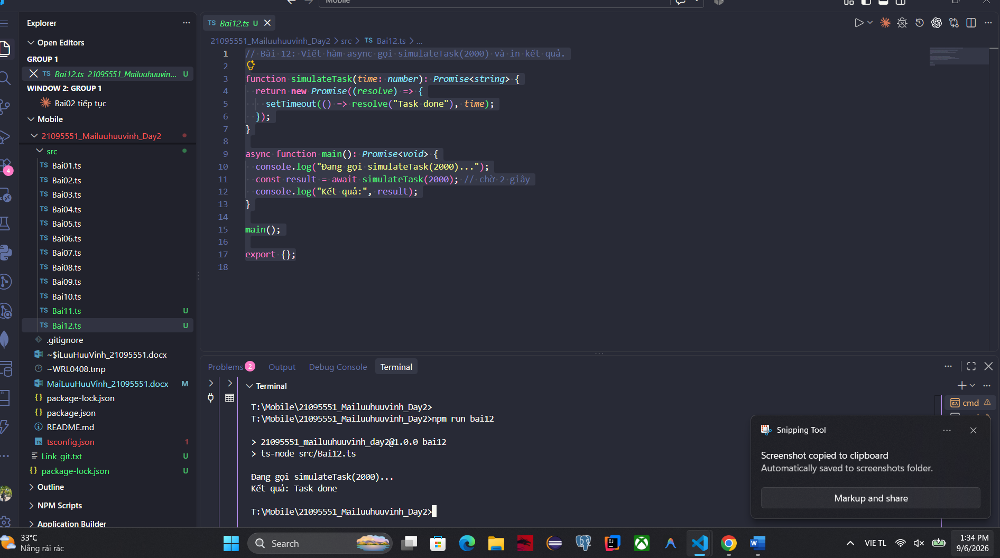 Mobile
Explorer
Open Editors
GROUP 1
TS Bai12.ts 21095551_Mailuuhuuvin... U
WINDOW 2: GROUP 1
Bai02 tiếp tục
Mobile
21095551_Mailuuhuuvinh_Day2
src
TS Bai01.ts
TS Bai02.ts
TS Bai03.ts
TS Bai04.ts
TS Bai05.ts
TS Bai06.ts
TS Bai07.ts
TS Bai08.ts
TS Bai09.ts
TS Bai10.ts
TS Bai11.ts U
TS Bai12.ts U
.gitignore
~$iLuuHuuVinh_21095551.docx
~WRL0408.tmp
MaiLuuHuuVinh_21095551.docx M
{} package-lock.json
{} package.json
README.md
TS tsconfig.json 1
Link_git.txt U
{} package-lock.json U
Outline
NPM Scripts
Application Builder
4
TS Bai12.ts U
21095551_Mailuuhuuvinh_Day2 > src > TS Bai12.ts > ...
1 // Bài 12: Viết hàm async gọi simulateTask(2000) và in kết quả.
2
3 function simulateTask(time: number): Promise<string> {
4 return new Promise((resolve) => {
5 setTimeout(() => resolve("Task done"), time);
6 });
7 }
8
9 async function main(): Promise<void> {
10 console.log("Đang gọi simulateTask(2000)...");
11 const result = await simulateTask(2000); // chờ 2 giây
12 console.log("Kết quả:", result);
13 }
14
15 main();
16
17 export {};
18
Problems 2 Output Debug Console Terminal
Terminal
T:\Mobile\21095551_Mailuuhuuvinh_Day2>
T:\Mobile\21095551_Mailuuhuuvinh_Day2>npm run bai12
> 21095551_mailuuhuuvinh_day2@1.0.0 bai12
> ts-node src/Bai12.ts
Đang gọi simulateTask(2000)...
Kết quả: Task done
T:\Mobile\21095551_Mailuuhuuvinh_Day2>
cmd
Snipping Tool
Screenshot copied to clipboard
Automatically saved to screenshots folder.
Markup and share
33°C
Nắng rải rác
Search
VIE TL
1:34 PM
9/6/2026